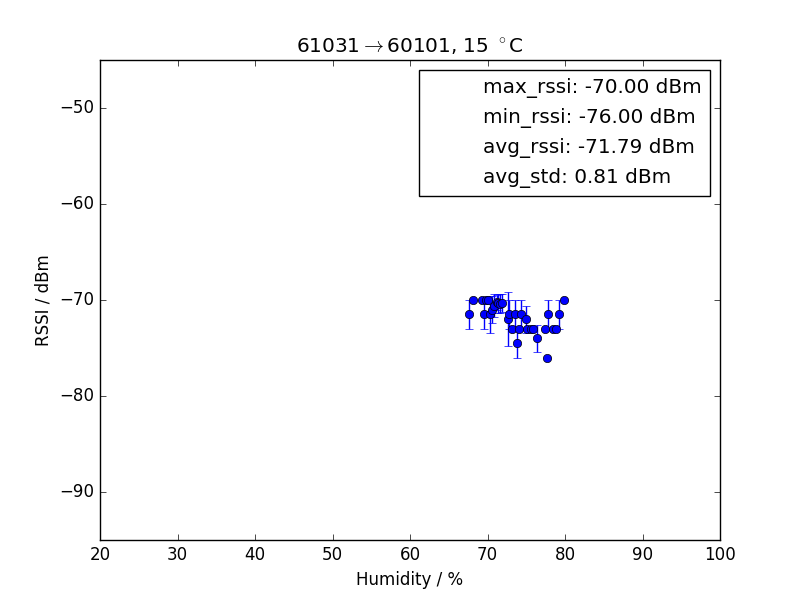 61031→60101, 15 °C
max_rssi: -70.00 dBm
min_rssi: -76.00 dBm
avg_rssi: -71.79 dBm
avg_std: 0.81 dBm
RSSI / dBm
−50
−60
−70
−80
−90
20 30 40 50 60 70 80 90 100
Humidity / %